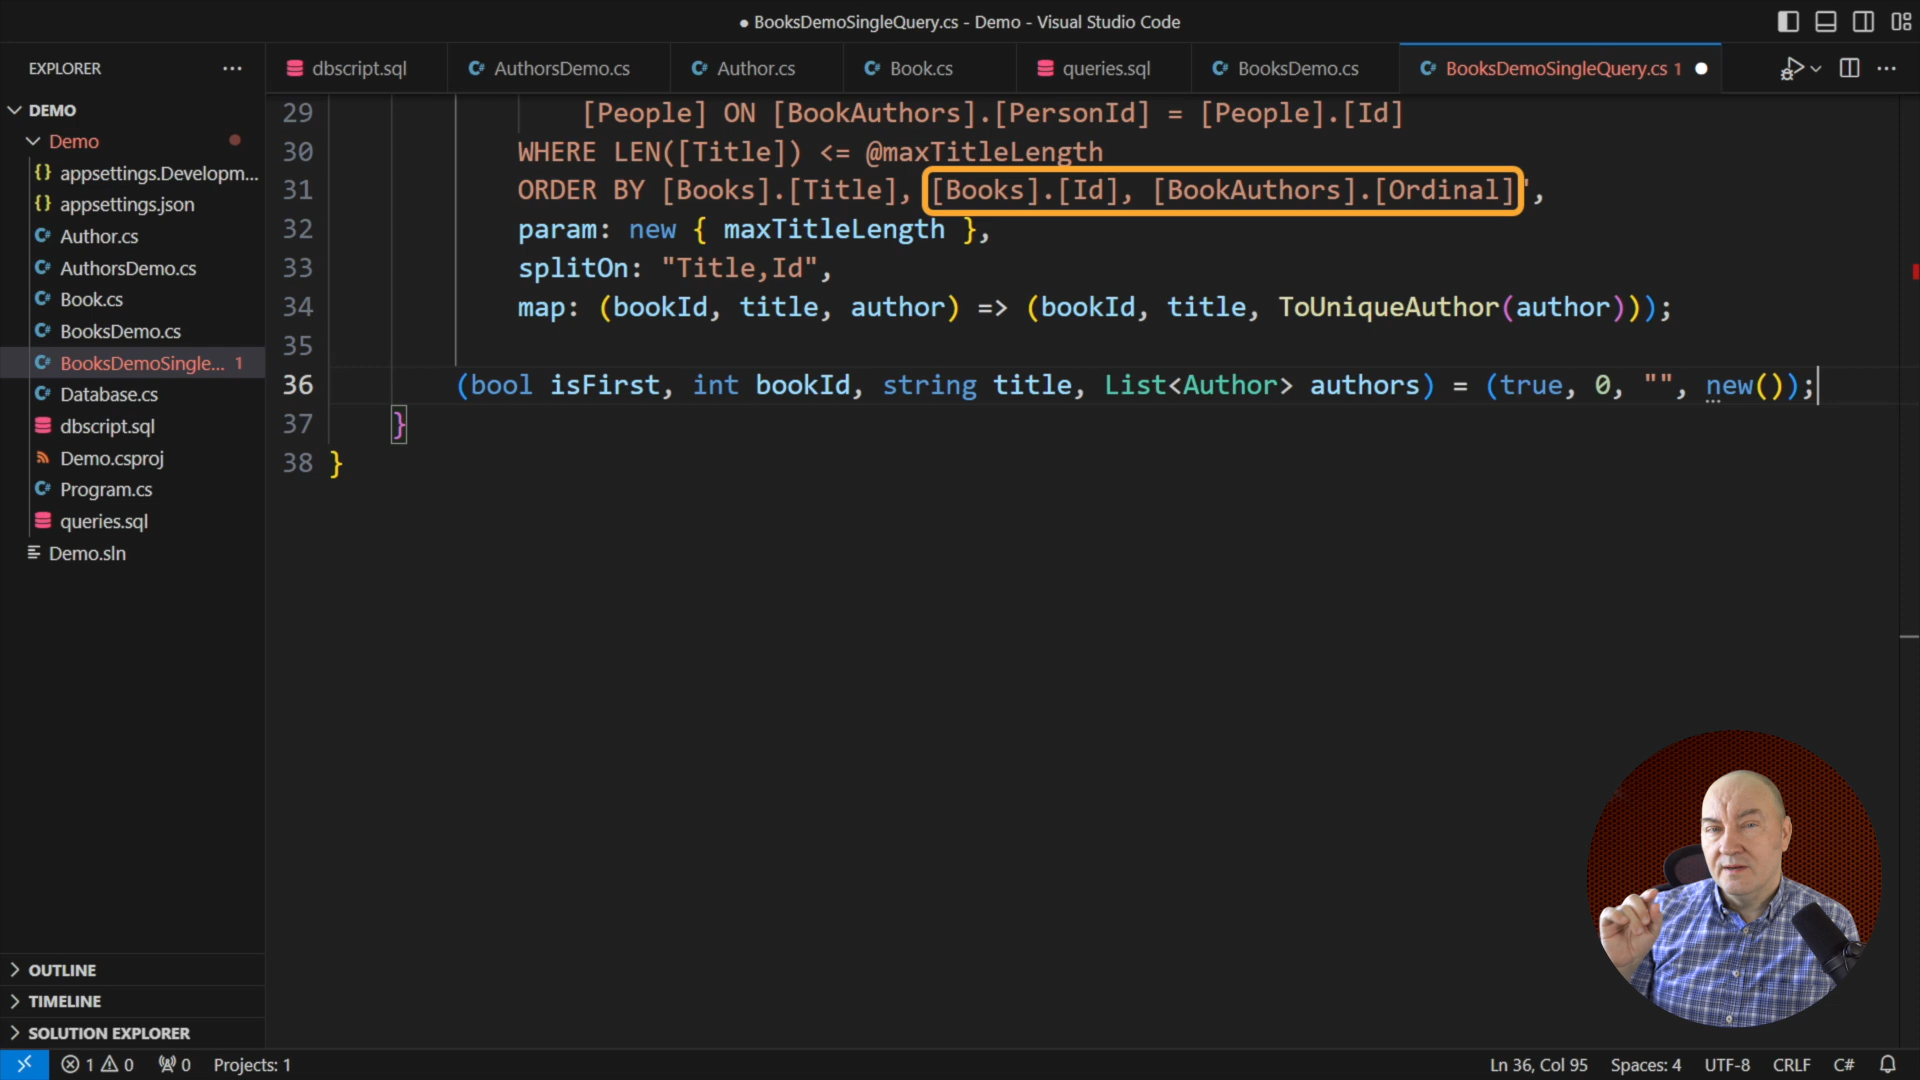 ● BooksDemoSingleQuery.cs - Demo - Visual Studio Code
EXPLORER
DEMO
Demo
appsettings.Developm...
appsettings.json
Author.cs
AuthorsDemo.cs
Book.cs
BooksDemo.cs
BooksDemoSingle... 1
Database.cs
dbscript.sql
Demo.csproj
Program.cs
queries.sql
Demo.sln
OUTLINE
TIMELINE
SOLUTION EXPLORER
dbscript.sql
AuthorsDemo.cs
Author.cs
Book.cs
queries.sql
BooksDemo.cs
BooksDemoSingleQuery.cs 1
29 [People] ON [BookAuthors].[PersonId] = [People].[Id]
30 WHERE LEN([Title]) <= @maxTitleLength
31 ORDER BY [Books].[Title], [Books].[Id], [BookAuthors].[Ordinal]",
32 param: new { maxTitleLength },
33 splitOn: "Title,Id",
34 map: (bookId, title, author) => (bookId, title, ToUniqueAuthor(author)));
35
36 (bool isFirst, int bookId, string title, List<Author> authors) = (true, 0, "", new());
37 }
38 }
1 0 0 Projects: 1
Ln 36, Col 95 Spaces: 4 UTF-8 CRLF C#